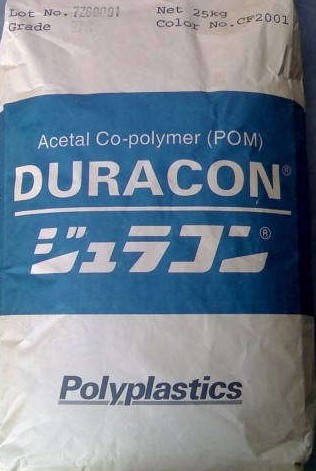 Lot No. 7Z60001 Net 25kg
Grade Color No. CF2001
Acetal Co-polymer (POM)
DURACON®
ジュラコン®
Polyplastics